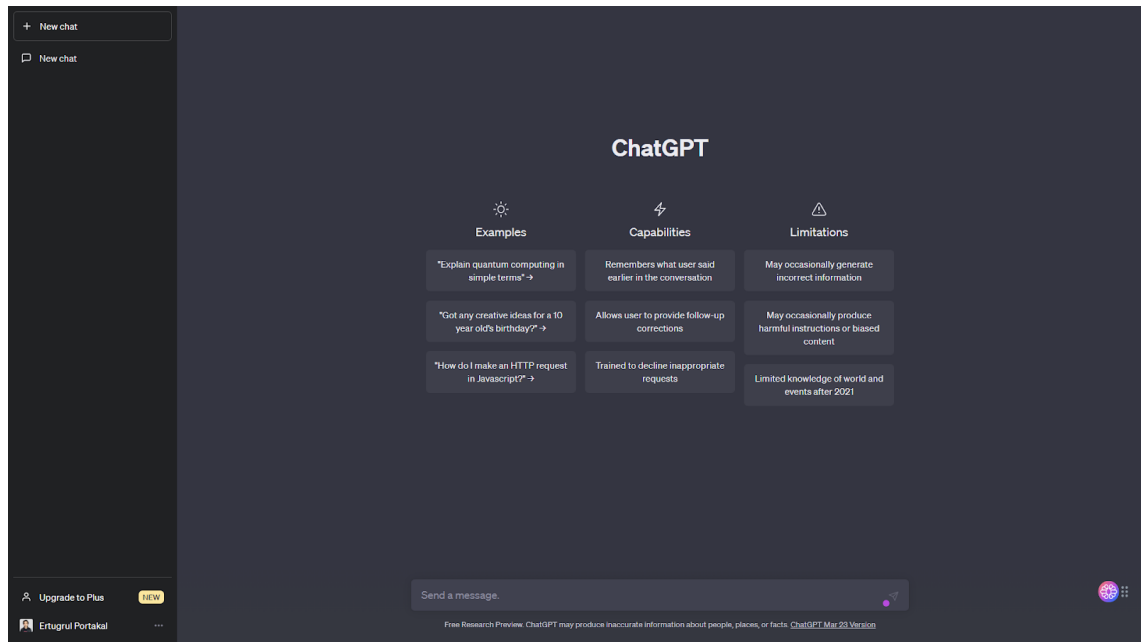 New chat
New chat
ChatGPT
Examples
"Explain quantum computing in
simple terms" →
"Got any creative ideas for a 10
year old's birthday?" →
"How do I make an HTTP request
in Javascript?" →
Capabilities
Remembers what user said
earlier in the conversation
Allows user to provide follow-up
corrections
Trained to decline inappropriate
requests
Limitations
May occasionally generate
incorrect information
May occasionally produce
harmful instructions or biased
content
Limited knowledge of world and
events after 2021
Upgrade to Plus NEW
Ertugrul Portakal
Send a message.
Free Research Preview. ChatGPT may produce inaccurate information about people, places, or facts. ChatGPT Mar 23 Version